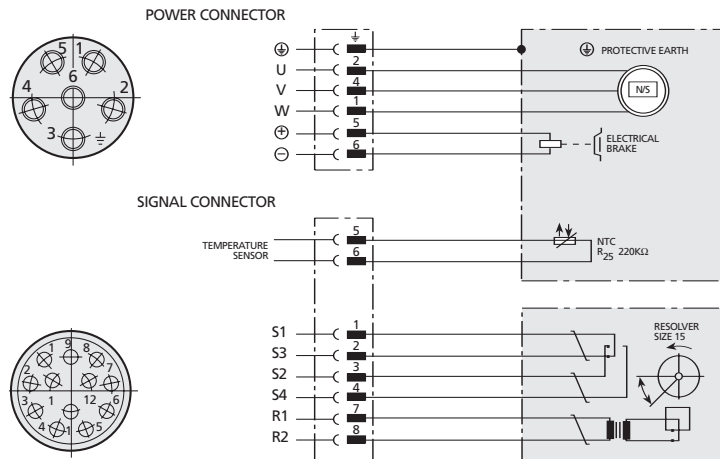 POWER CONNECTOR
5 1
6
4 2
3
U 2
V 4
W 1
5
6
PROTECTIVE EARTH
N/S
ELECTRICAL
BRAKE
SIGNAL CONNECTOR
TEMPERATURE
SENSOR
5
6
NTC
R25 220KΩ
9
1 8
2 7
3 1 12 6
4 1 5
S1 1
S3 2
S2 3
S4 4
R1 7
R2 8
RESOLVER
SIZE 15